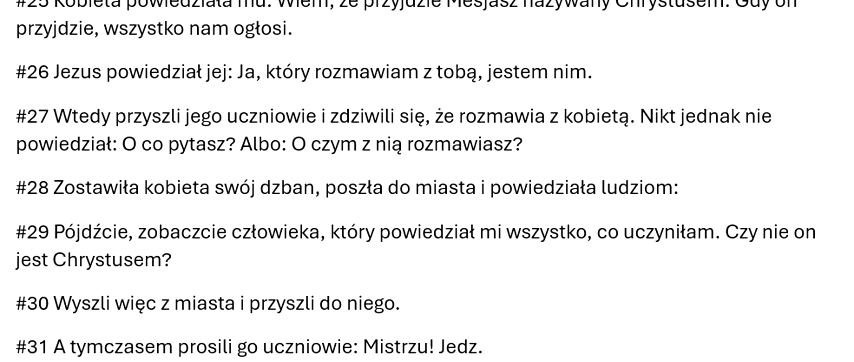 #25 Kobieta powiedziała mu: Wiem, że przyjdzie Mesjasz nazywany Chrystusem. Gdy on
przyjdzie, wszystko nam ogłosi.
#26 Jezus powiedział jej: Ja, który rozmawiam z tobą, jestem nim.
#27 Wtedy przyszli jego uczniowie i zdziwili się, że rozmawia z kobietą. Nikt jednak nie
powiedział: O co pytasz? Albo: O czym z nią rozmawiasz?
#28 Zostawiła kobieta swój dzban, poszła do miasta i powiedziała ludziom:
#29 Pójdźcie, zobaczcie człowieka, który powiedział mi wszystko, co uczyniłam. Czy nie on
jest Chrystusem?
#30 Wyszli więc z miasta i przyszli do niego.
#31 A tymczasem prosili go uczniowie: Mistrzu! Jedz.